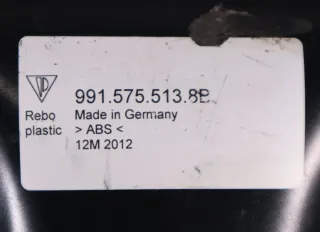 991.575.513.8B
Rebo
plastic
Made in Germany
> ABS <
12M 2012